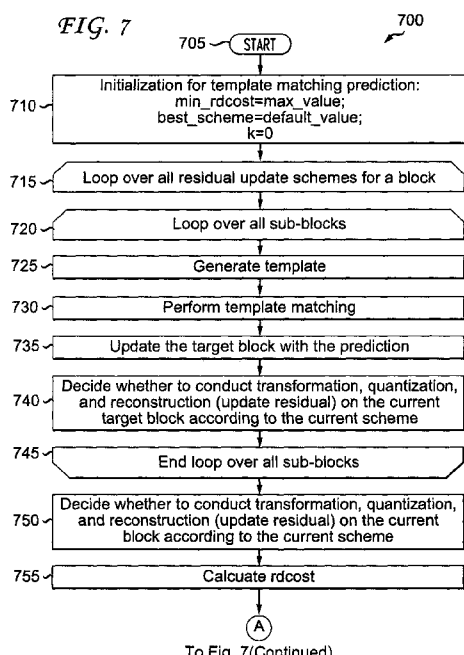 FIG. 7
700
705
START
710
Initialization for template matching prediction:
min_rdcost=max_value;
best_scheme=default_value;
k=0
715
Loop over all residual update schemes for a block
720
Loop over all sub-blocks
725
Generate template
730
Perform template matching
735
Update the target block with the prediction
740
Decide whether to conduct transformation, quantization,
and reconstruction (update residual) on the current
target block according to the current scheme
745
End loop over all sub-blocks
750
Decide whether to conduct transformation, quantization,
and reconstruction (update residual) on the current
block according to the current scheme
755
Calcuate rdcost
A
To Fig. 7(Continued)